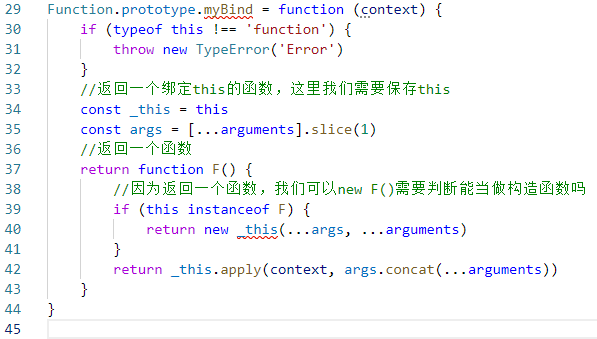 29 Function.prototype.myBind = function (context) {
30     if (typeof this !== 'function') {
31         throw new TypeError('Error')
32     }
33     //返回一个绑定this的函数，这里我们需要保存this
34     const _this = this
35     const args = [...arguments].slice(1)
36     //返回一个函数
37     return function F() {
38         //因为返回一个函数，我们可以new F()需要判断能当做构造函数吗
39         if (this instanceof F) {
40             return new _this(...args, ...arguments)
41         }
42         return _this.apply(context, args.concat(...arguments))
43     }
44 }
45